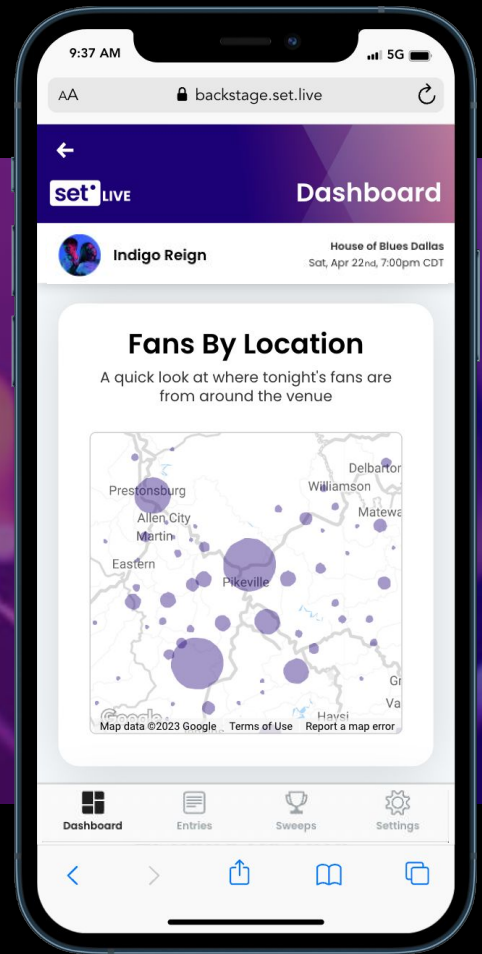 9:37 AM
5G
AA
backstage.set.live
set LIVE
Dashboard
Indigo Reign
House of Blues Dallas
Sat, Apr 22nd, 7:00pm CDT
Fans By Location
A quick look at where tonight's fans are
from around the venue
Delbarton
Williamson
Prestonsburg
Matewa
Allen City
Martin
Eastern
Pikeville
Gr
Va
Haysi
Google
Map data ©2023 Google
Terms of Use
Report a map error
Dashboard
Entries
Sweeps
Settings